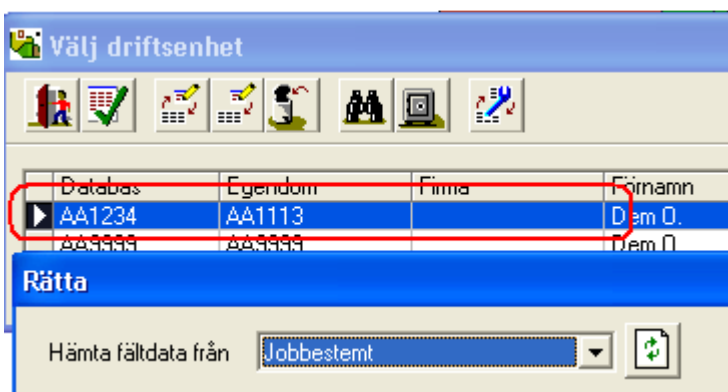 Välj driftsenhet
Databas Egendom Firma Förnamn
AA1234 AA1113 Dem O.
AA9999 AA9999 Dem O.
Rätta
Hämta fältdata från Jobbestemt